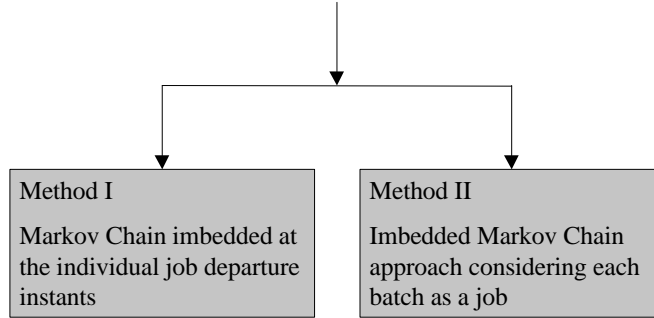 Method I
Markov Chain imbedded at
the individual job departure
instants
Method II
Imbedded Markov Chain
approach considering each
batch as a job